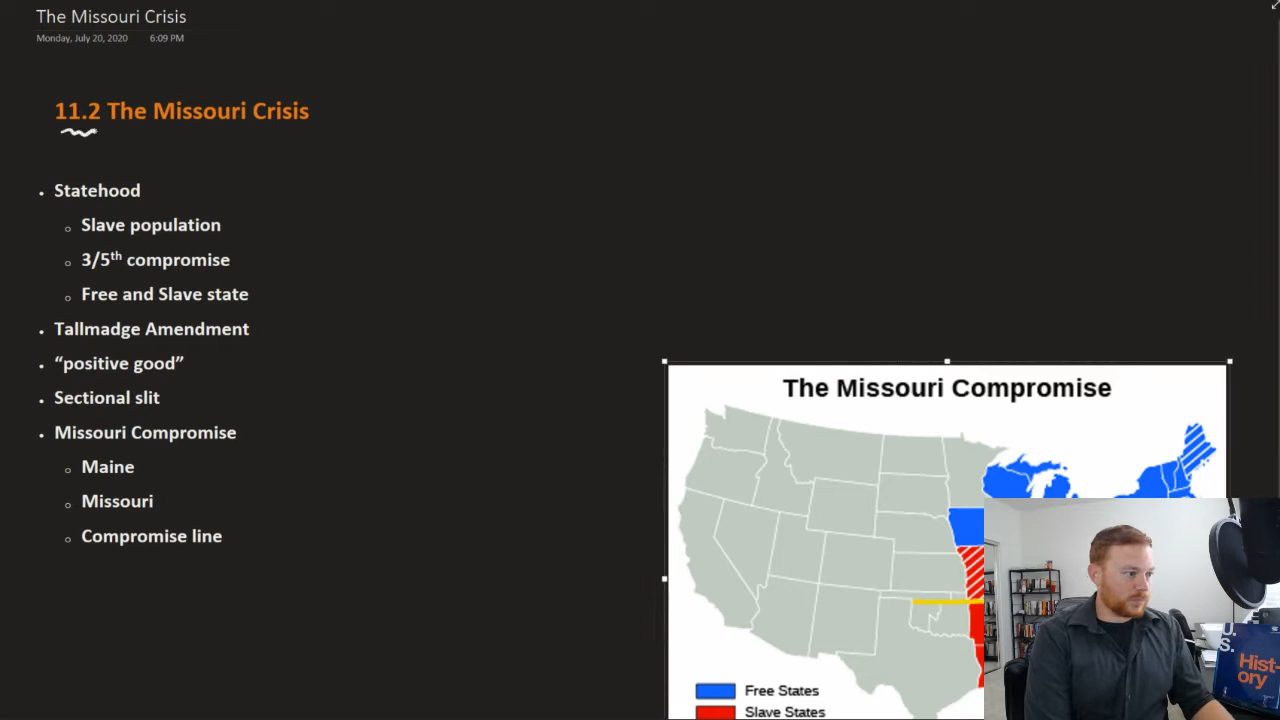 The Missouri Crisis
Monday, July 20, 2020 6:09 PM
11.2 The Missouri Crisis
Statehood
Slave population
3/5th compromise
Free and Slave state
Tallmadge Amendment
“positive good”
Sectional slit
Missouri Compromise
Maine
Missouri
Compromise line
The Missouri Compromise
Free States
Slave States
U.
S.
Hist-
ory